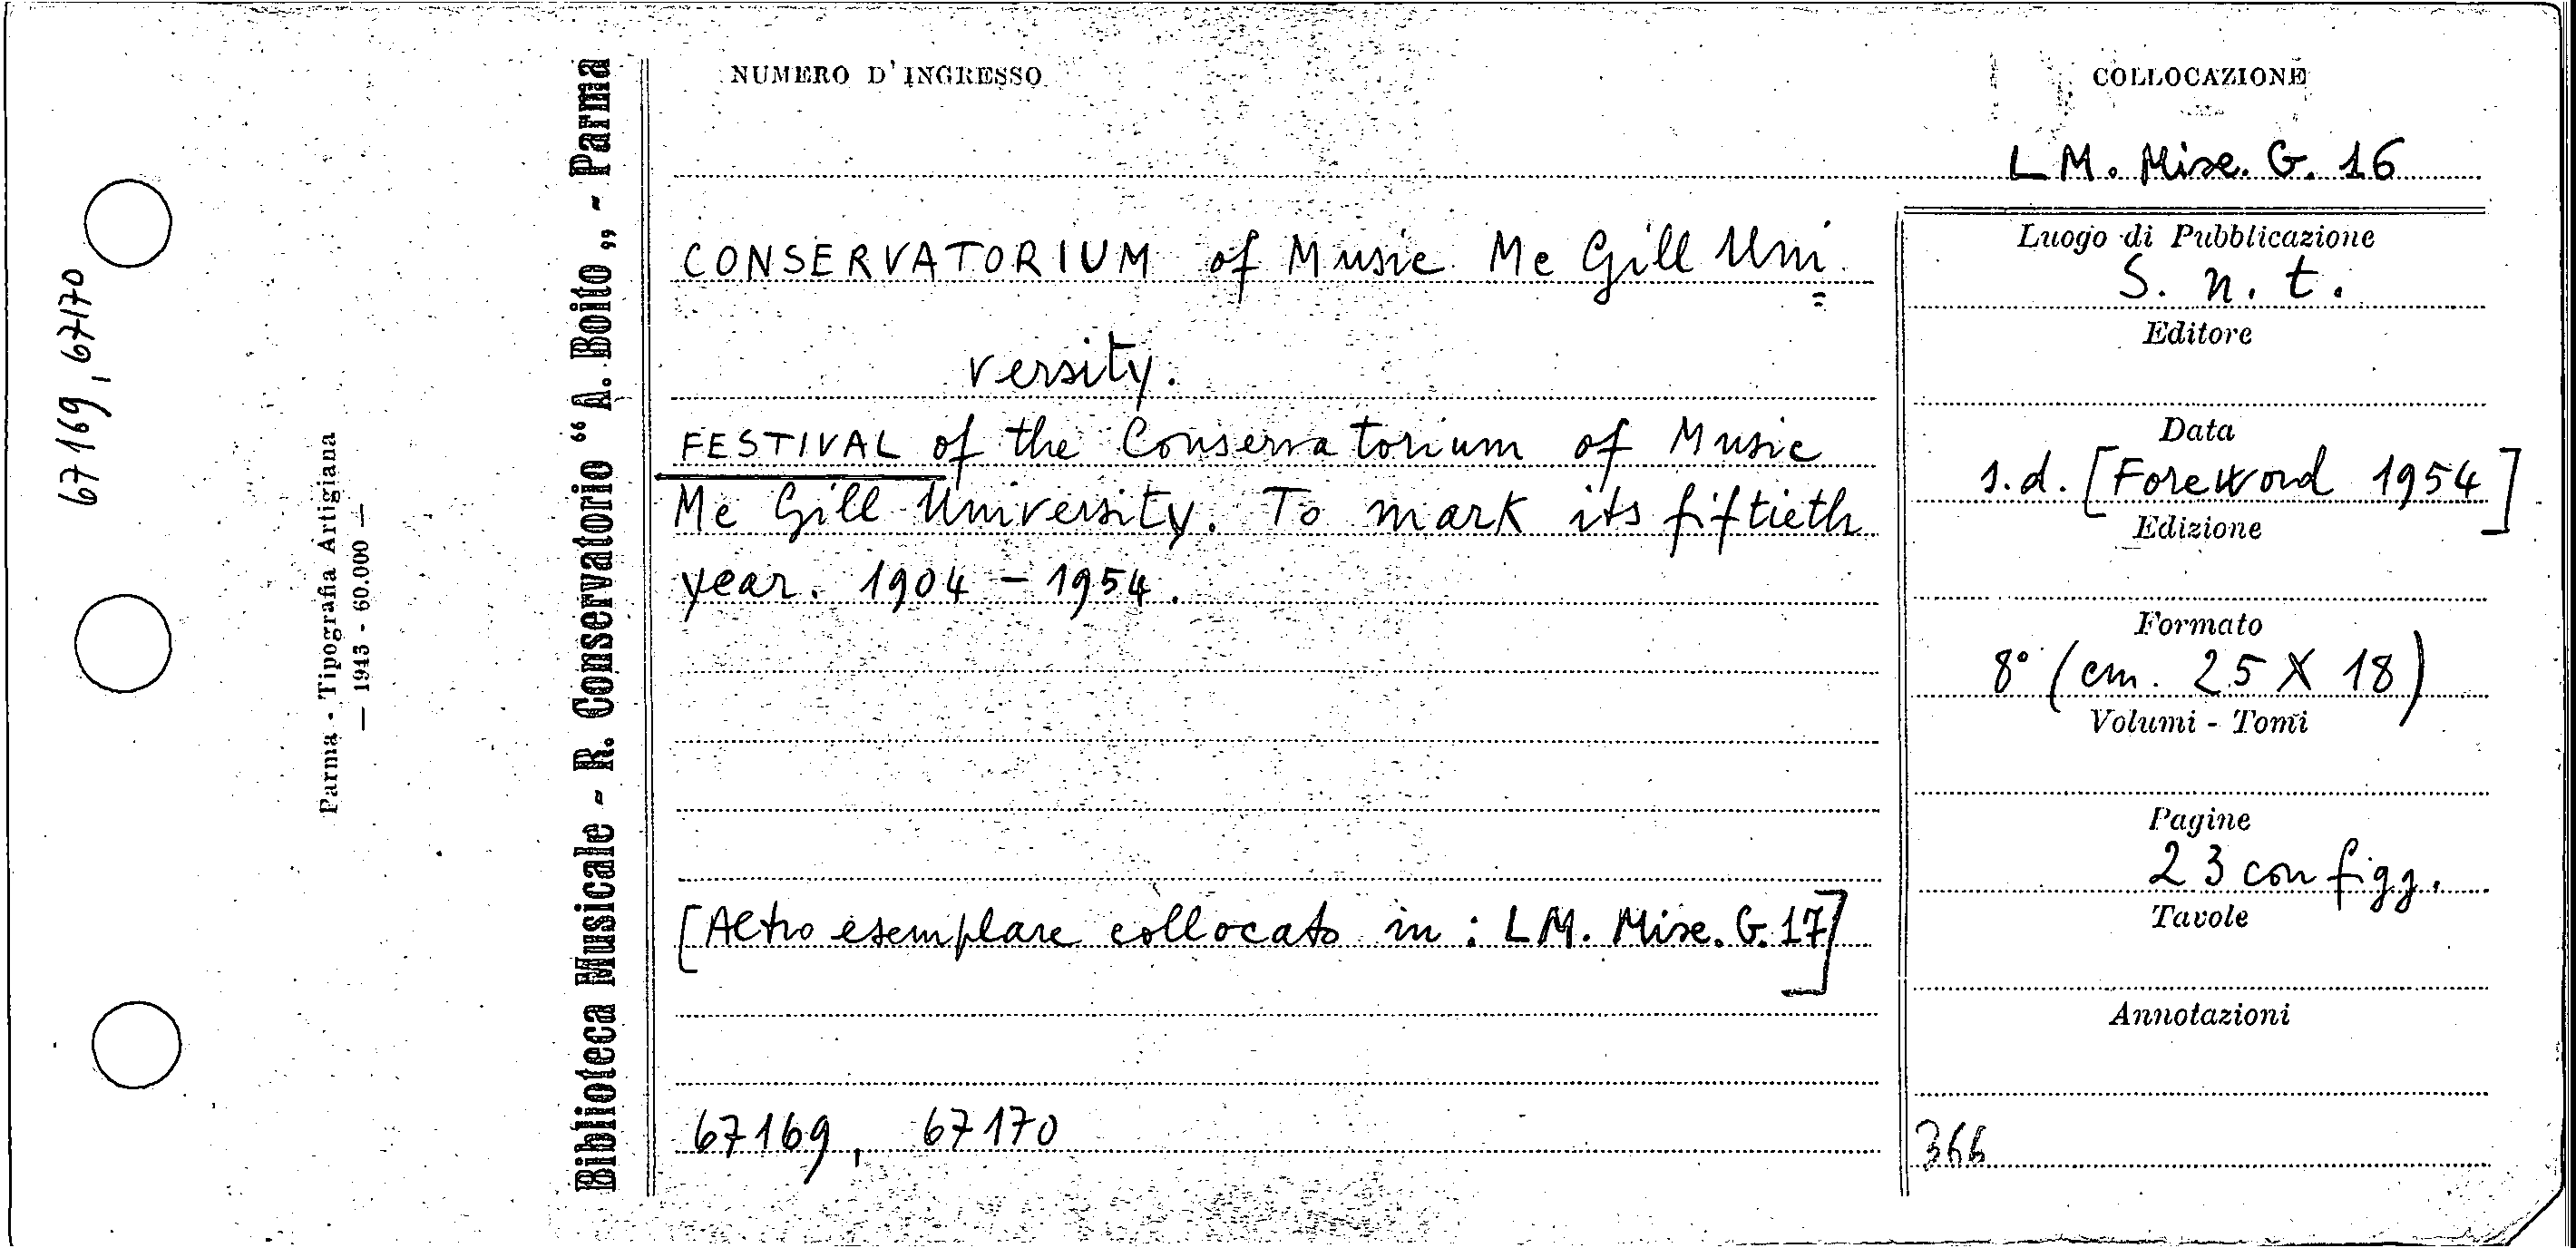 67169, 67170
Parma - Tipografia Artigiana
— 1943 - 60.000 —
Biblioteca Musicale - R. Conservatorio “A. Boito„ - Parma
NUMERO D'INGRESSO
COLLOCAZIONE
LM. Misc. G. 16
CONSERVATORIUM of Music Mc Gill Uni=
versity.
FESTIVAL of the Conservatorium of Music
Mc Gill University. To mark its fiftieth
year. 1904 - 1954.
[Altro esemplare collocato in: LM. Misc. G. 17]
67169, 67170
Luogo di Pubblicazione
S. n. t.
Editore
Data
s.d. [Foreword 1954]
Edizione
Formato
8° (cm. 25 X 18)
Volumi - Tomi
Pagine
23 con figg.
Tavole
Annotazioni
366